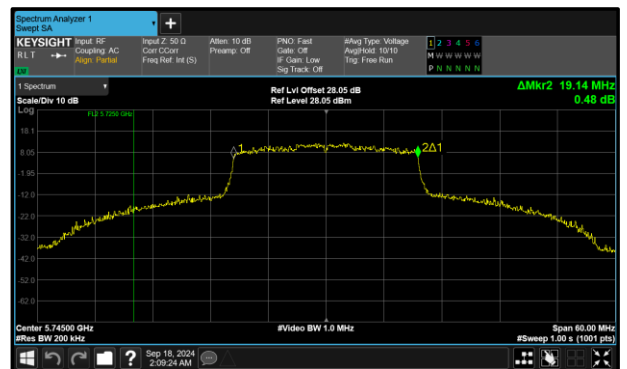 Spectrum Analyzer 1
Swept SA
+
KEYSIGHT
RLT
Input: RF
Coupling: AC
Align: Partial
Input Z: 50 Ω
Corr CCorr
Freq Ref: Int (S)
Atten: 10 dB
Preamp: Off
PNO: Fast
Gate: Off
IF Gain: Low
Sig Track: Off
#Avg Type: Voltage
Avg|Hold: 10/10
Trig: Free Run
1 2 3 4 5 6
M W W W W W
P N N N N N
1 Spectrum
Scale/Div 10 dB
Ref Lvl Offset 28.05 dB
Ref Level 28.05 dBm
ΔMkr2 19.14 MHz
0.48 dB
Log
FL2 5.7250 GHz
18.1
8.05
-1.95
-12.0
-22.0
-32.0
-42.0
-52.0
-62.0
1
2Δ1
Center 5.74500 GHz
#Res BW 200 kHz
#Video BW 1.0 MHz
Span 60.00 MHz
#Sweep 1.00 s (1001 pts)
?
Sep 18, 2024
2:09:24 AM